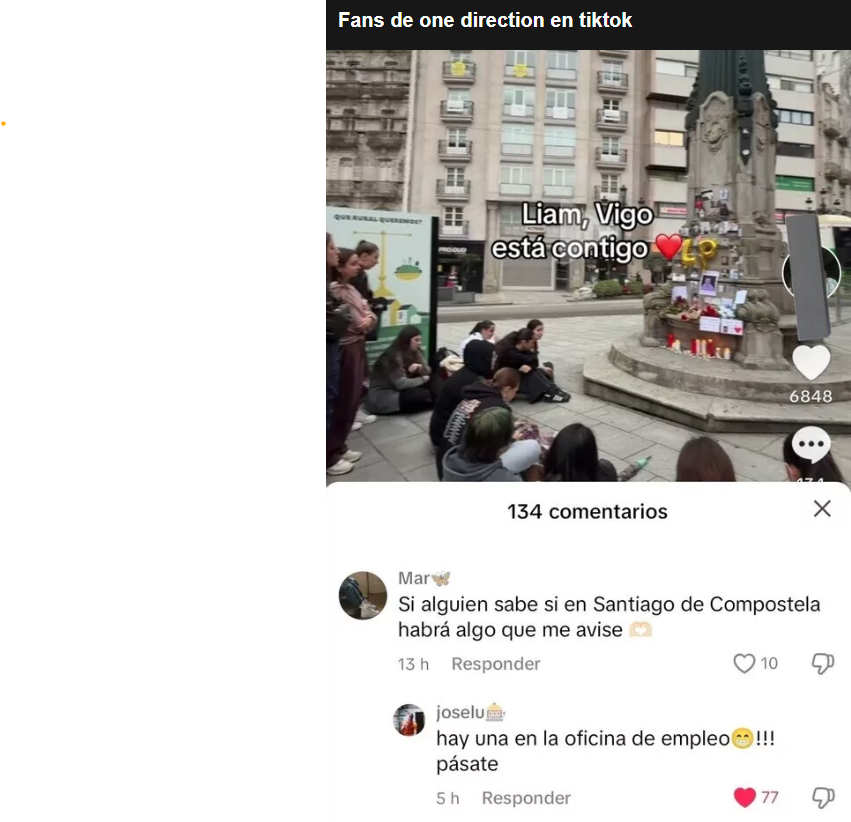 Fans de one direction en tiktok
QUE RURAL QUEREMOS?
Liam, Vigo
está contigo ❤️
LP
6848
134 comentarios
Mar🦋
Si alguien sabe si en Santiago de Compostela
habrá algo que me avise 🫶🏻
13 h Responder 10
joselu🎰
hay una en la oficina de empleo😁!!!
pásate
5 h Responder 77